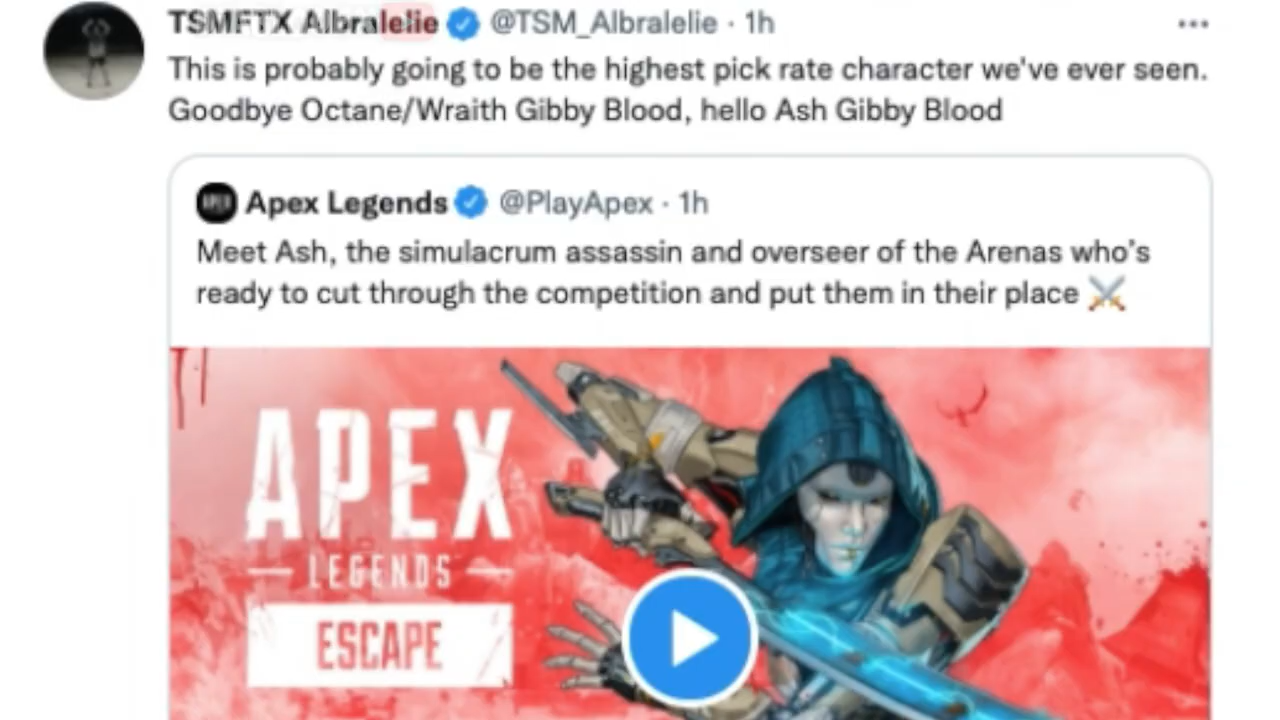 TSMFTX Albralelie @TSM_Albralelie · 1h
This is probably going to be the highest pick rate character we've ever seen.
Goodbye Octane/Wraith Gibby Blood, hello Ash Gibby Blood
Apex Legends @PlayApex · 1h
Meet Ash, the simulacrum assassin and overseer of the Arenas who's
ready to cut through the competition and put them in their place ⚔️
APEX
LEGENDS
ESCAPE